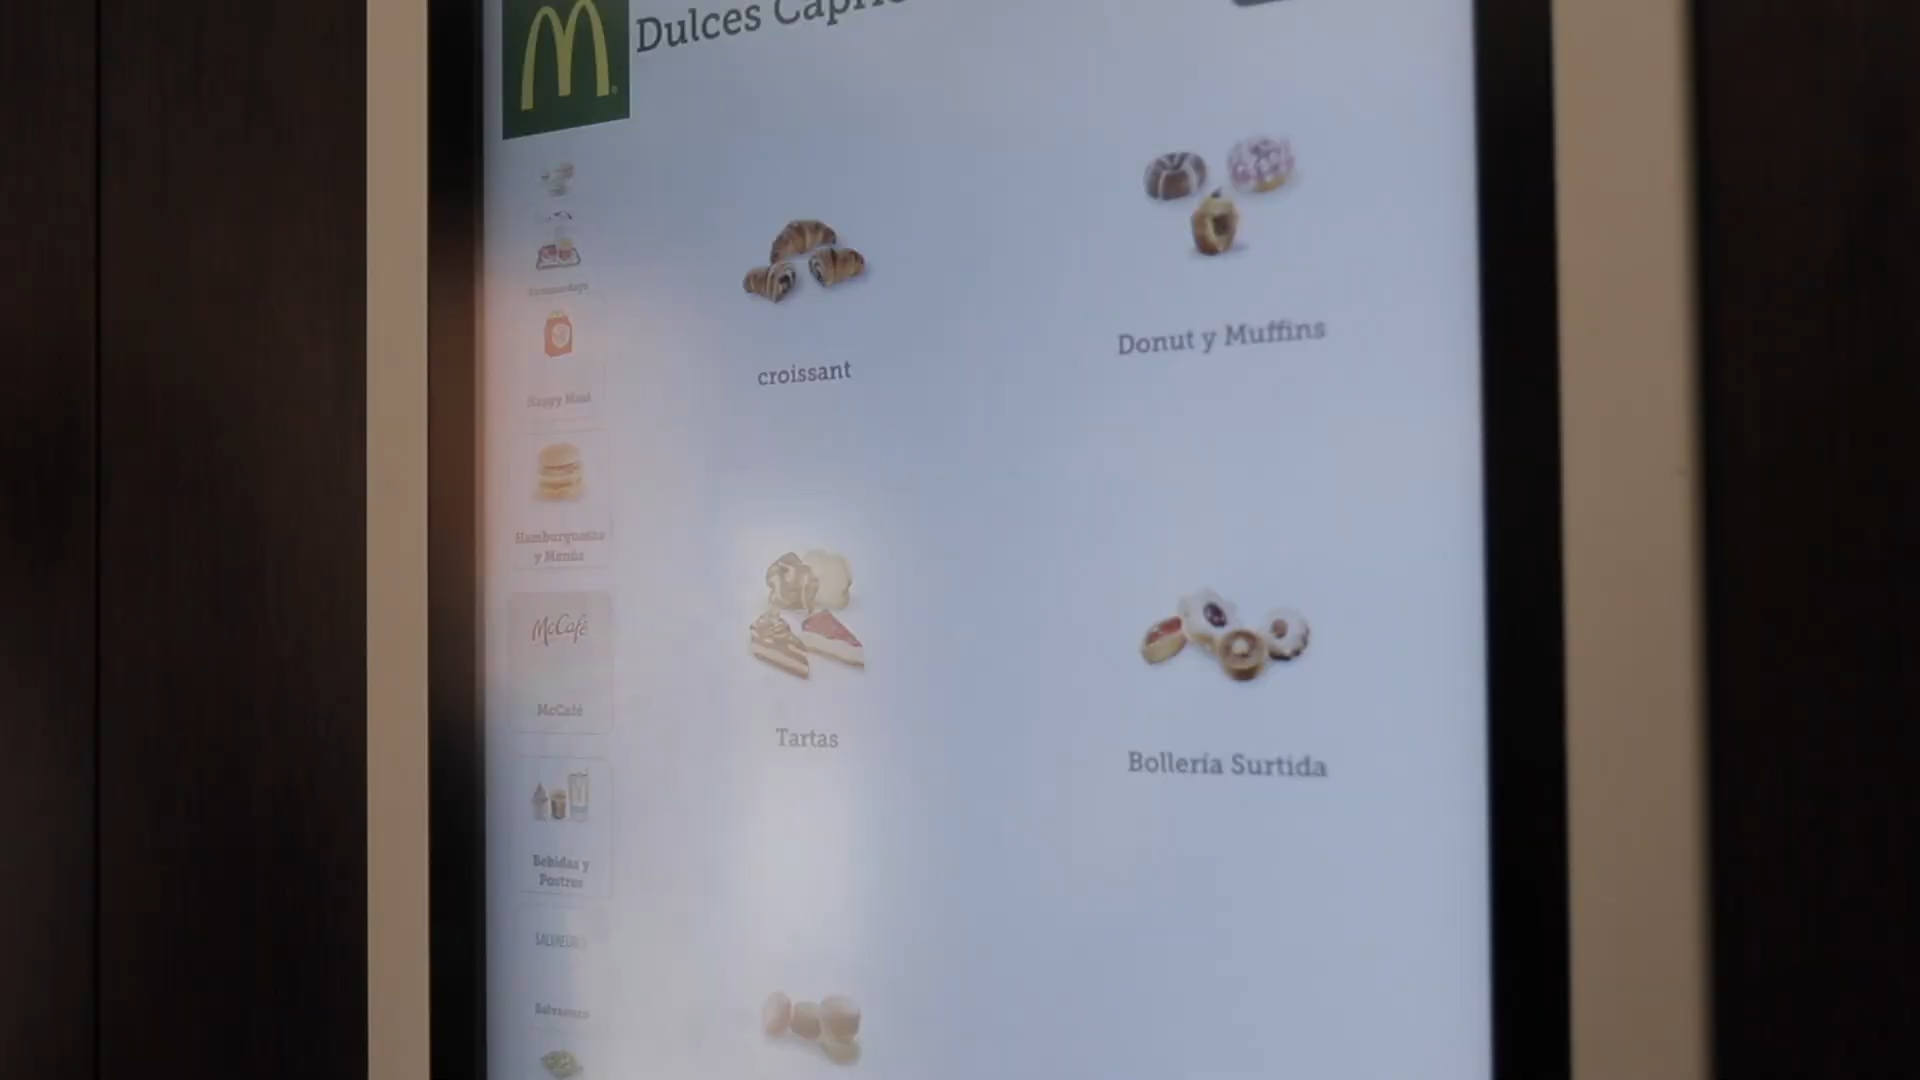 Dulces
croissant
Donut y Muffins
Happy Meal
Hamburguesas
y Menús
McCafé
McCafé
Tartas
Bollería Surtida
Bebidas y
Postres